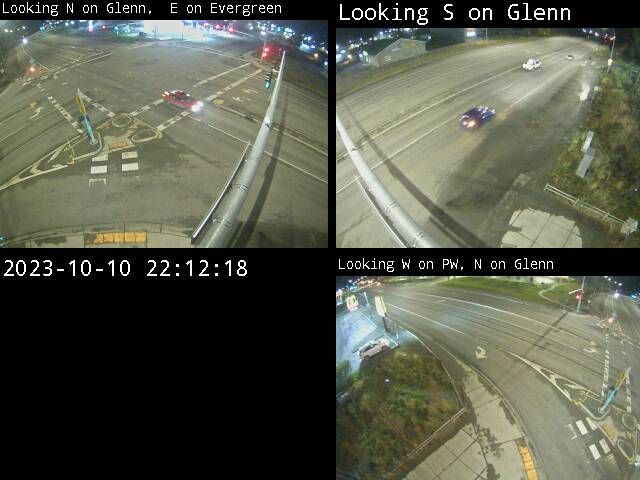 Looking N on Glenn, E on Evergreen
Looking S on Glenn
2023-10-10 22:12:18
Looking W on PW, N on Glenn